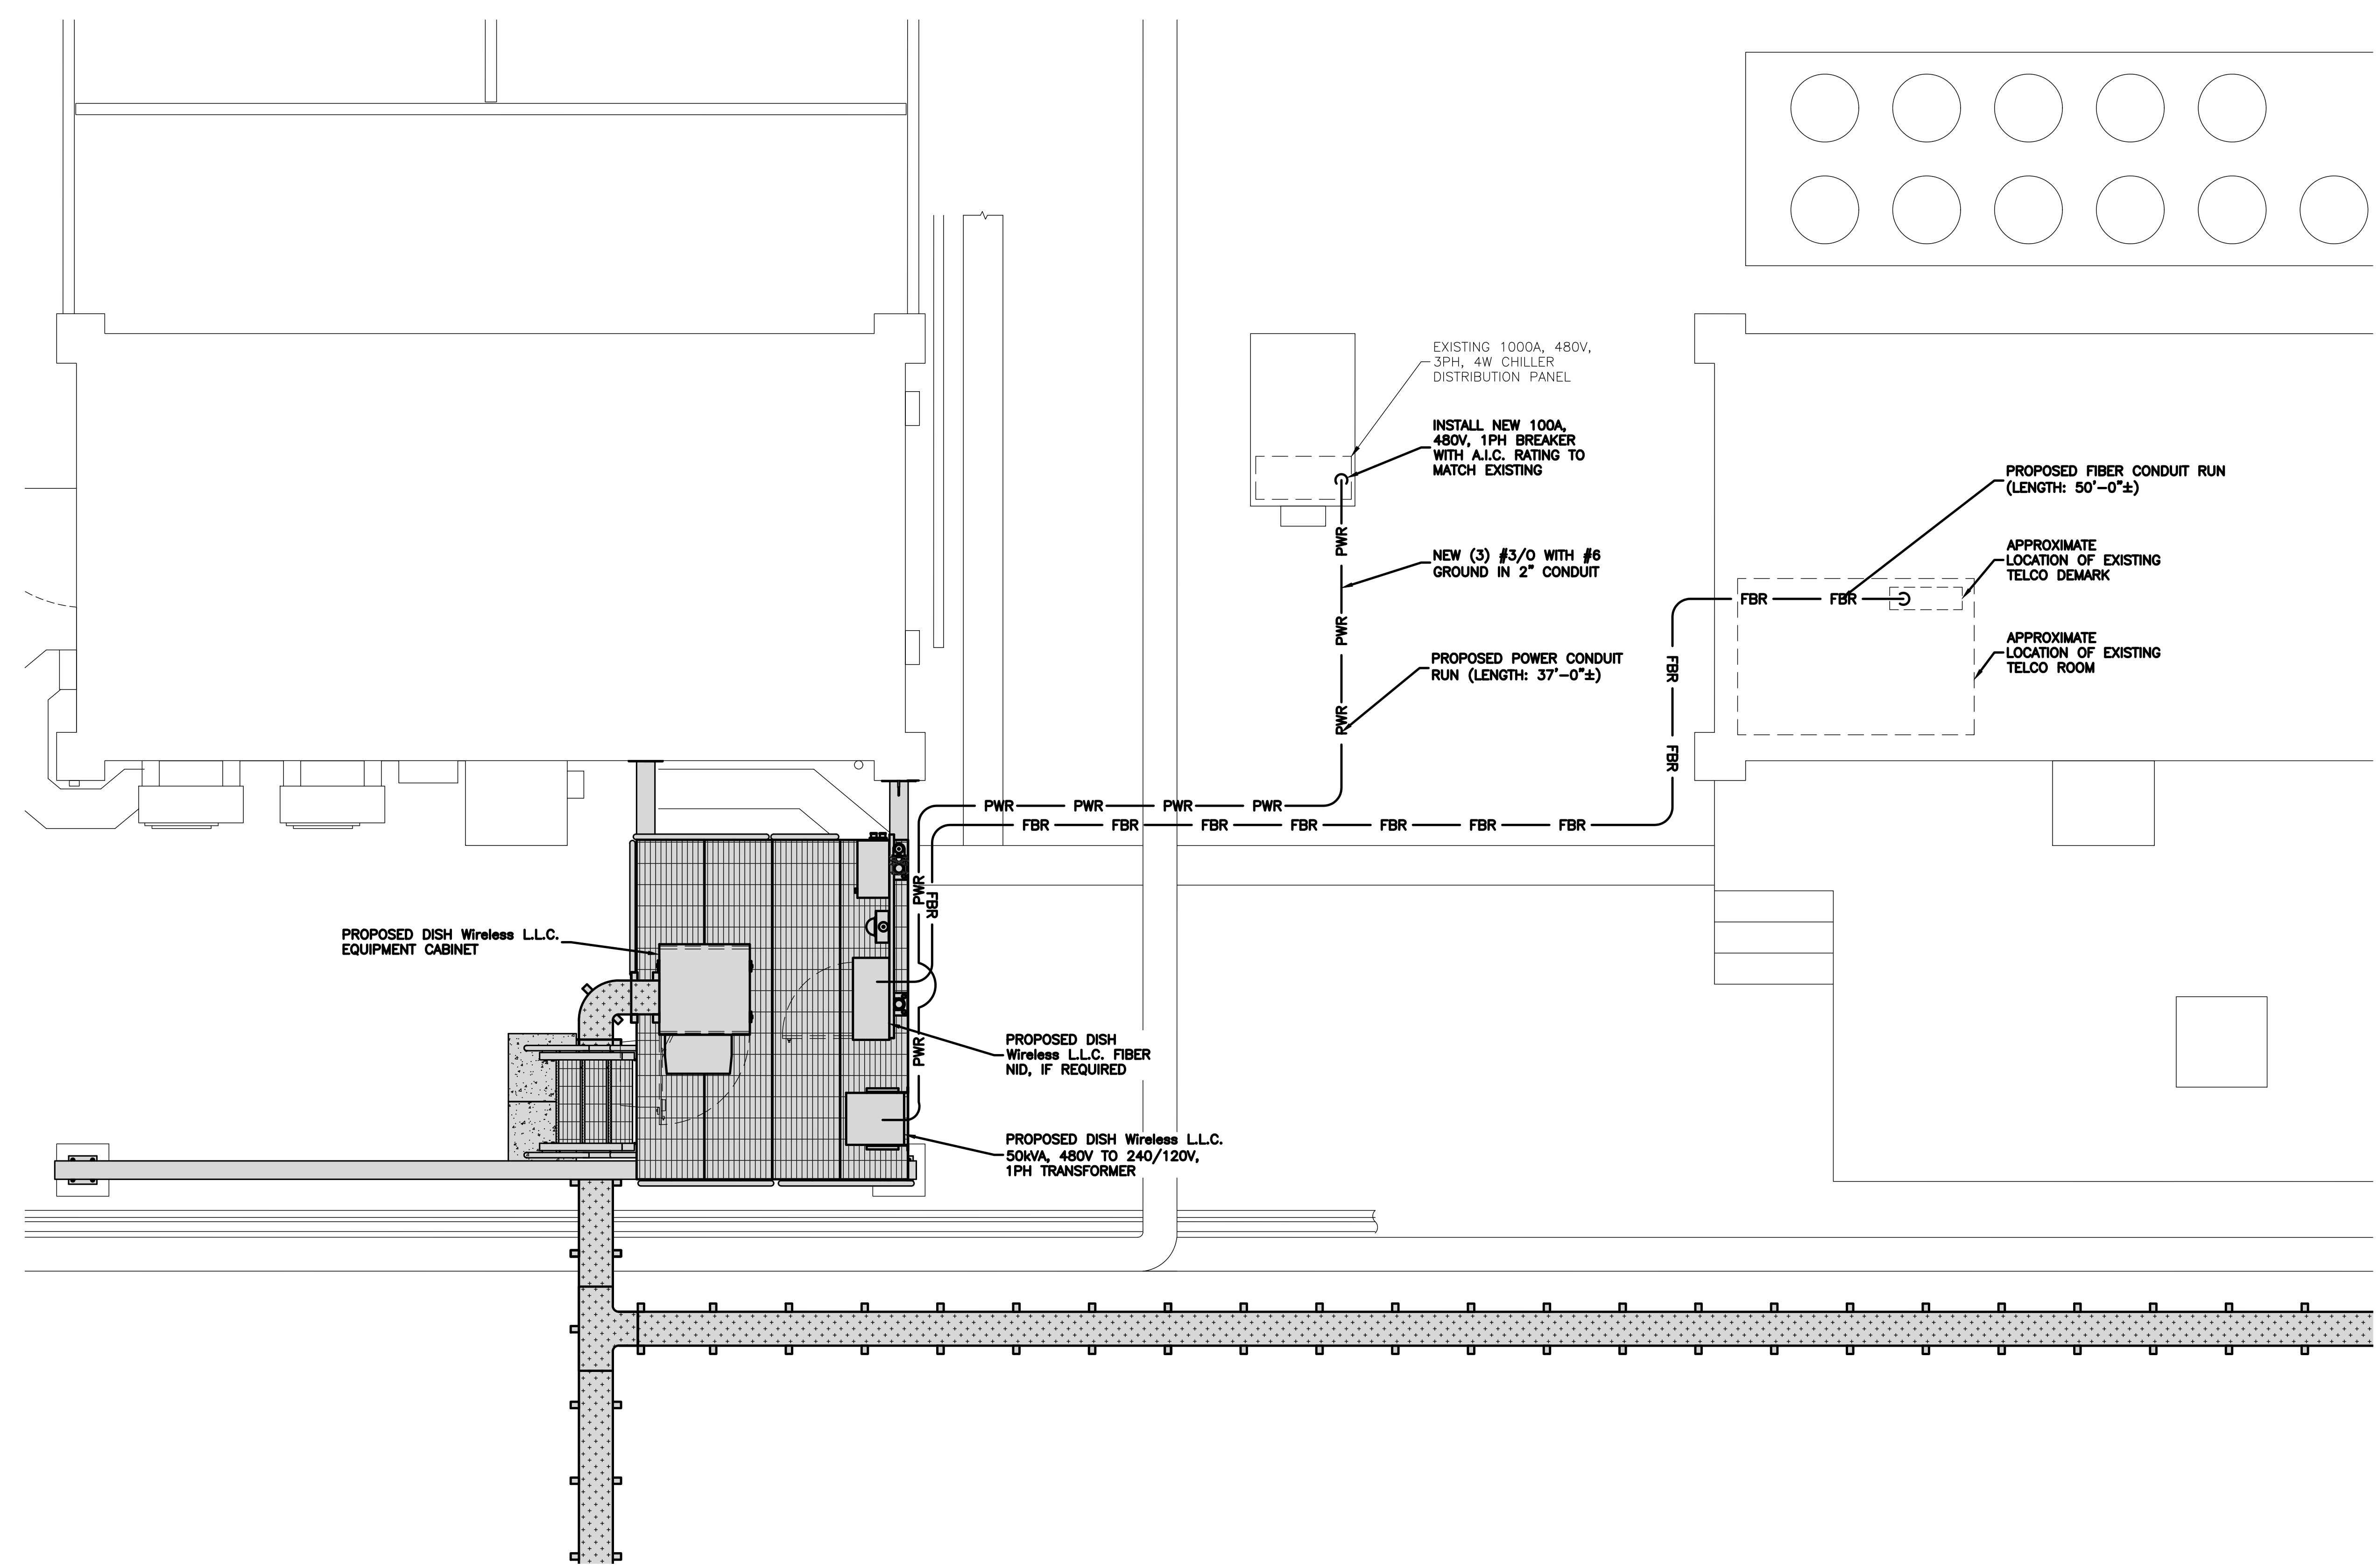 EXISTING 1000A, 480V,
3PH, 4W CHILLER
DISTRIBUTION PANEL
INSTALL NEW 100A,
480V, 1PH BREAKER
WITH A.I.C. RATING TO
MATCH EXISTING
PROPOSED FIBER CONDUIT RUN
(LENGTH: 50'-0"±)
PWR
NEW (3) #3/0 WITH #6
GROUND IN 2" CONDUIT
APPROXIMATE
LOCATION OF EXISTING
TELCO DEMARK
FBR
FBR
PWR
PROPOSED POWER CONDUIT
RUN (LENGTH: 37'-0"±)
FBR
APPROXIMATE
LOCATION OF EXISTING
TELCO ROOM
PWR
FBR
PWR PWR PWR PWR
FBR FBR FBR FBR FBR FBR FBR
PWR
FBR
PROPOSED DISH Wireless L.L.C.
EQUIPMENT CABINET
PWR
PROPOSED DISH
Wireless L.L.C. FIBER
NID, IF REQUIRED
PROPOSED DISH Wireless L.L.C.
50kVA, 480V TO 240/120V,
1PH TRANSFORMER